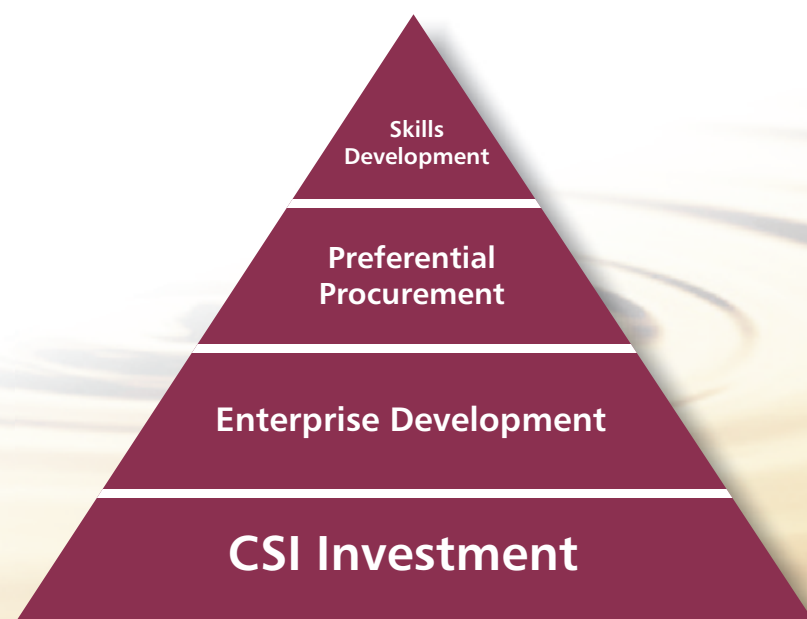 Skills
Development
Preferential
Procurement
Enterprise Development
CSI Investment